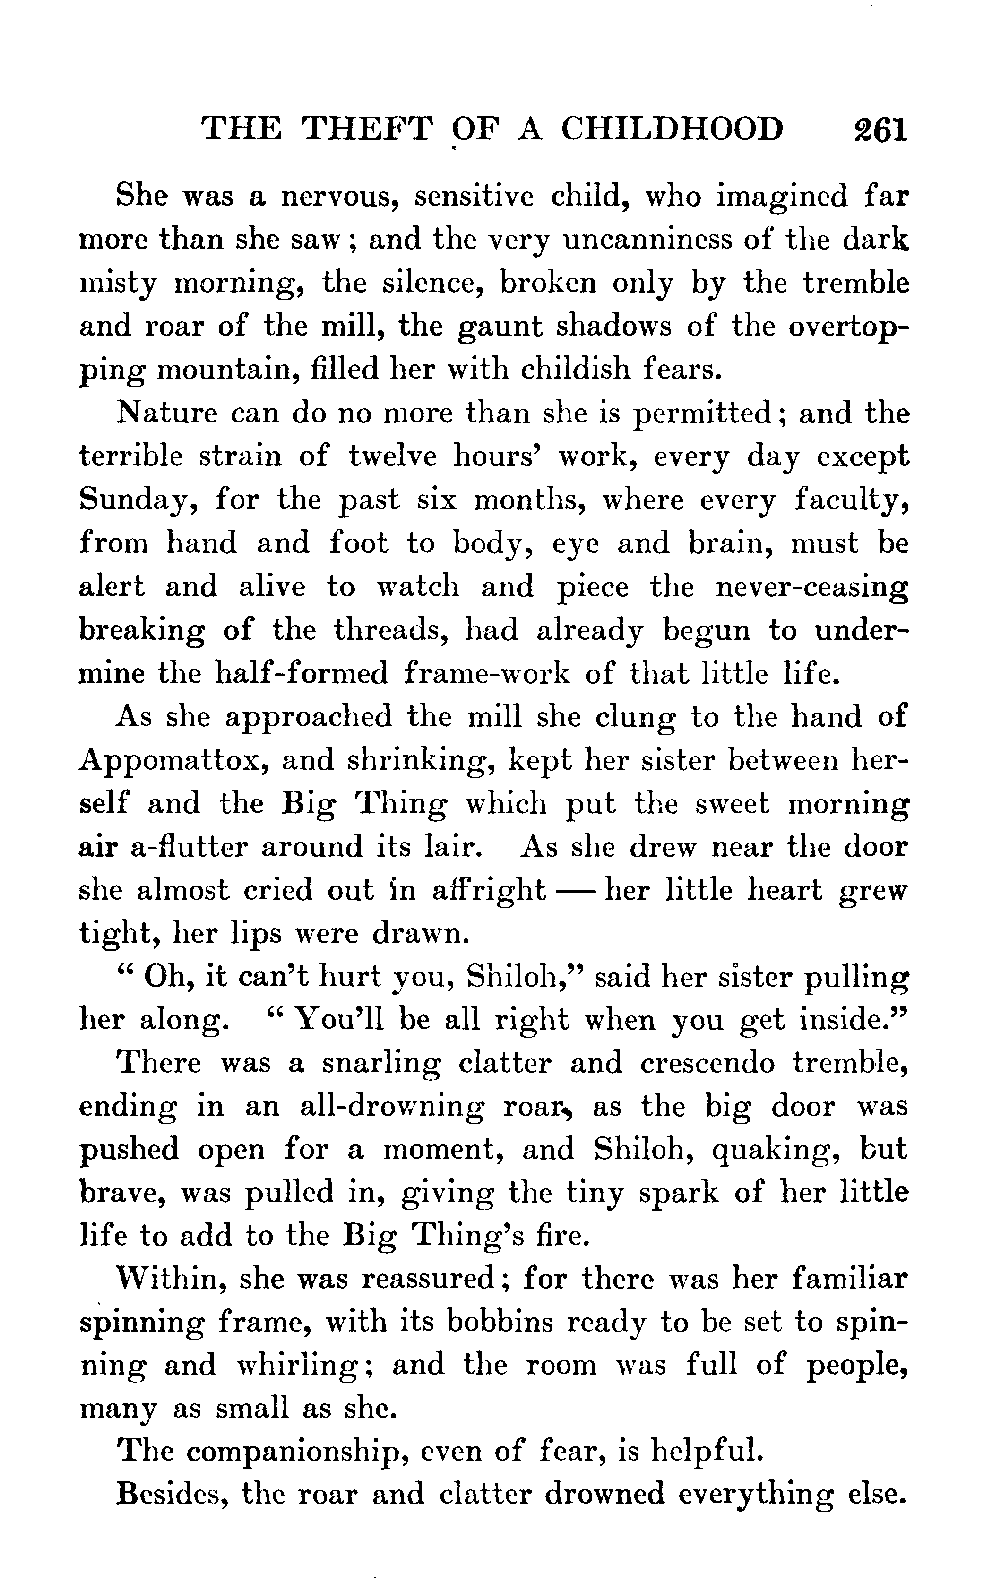 THE THEFT OF A CHILDHOOD 261
She was a nervous, sensitive child, who imagined far
more than she saw; and the very uncanniness of the dark
misty morning, the silence, broken only by the tremble
and roar of the mill, the gaunt shadows of the overtop-
ping mountain, filled her with childish fears.
Nature can do no more than she is permitted; and the
terrible strain of twelve hours' work, every day except
Sunday, for the past six months, where every faculty,
from hand and foot to body, eye and brain, must be
alert and alive to watch and piece the never-ceasing
breaking of the threads, had already begun to under-
mine the half-formed frame-work of that little life.
As she approached the mill she clung to the hand of
Appomattox, and shrinking, kept her sister between her-
self and the Big Thing which put the sweet morning
air a-flutter around its lair. As she drew near the door
she almost cried out in affright — her little heart grew
tight, her lips were drawn.
“ Oh, it can't hurt you, Shiloh,” said her sister pulling
her along. “ You'll be all right when you get inside.”
There was a snarling clatter and crescendo tremble,
ending in an all-drowning roar, as the big door was
pushed open for a moment, and Shiloh, quaking, but
brave, was pulled in, giving the tiny spark of her little
life to add to the Big Thing's fire.
Within, she was reassured; for there was her familiar
spinning frame, with its bobbins ready to be set to spin-
ning and whirling; and the room was full of people,
many as small as she.
The companionship, even of fear, is helpful.
Besides, the roar and clatter drowned everything else.